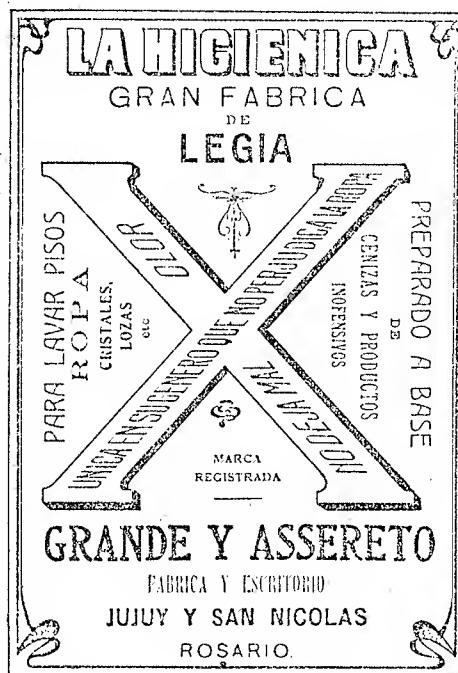 LA HIGIENICA
GRAN FABRICA
DE
LEGIA
PARA LAVAR PISOS
ROPA
CRISTALES,
LOZAS
etc
UNICA EN SU GENERO QUE NO PERJUDICA LA ROPA
NO DEJA MAL
OLOR
PREPARADO A BASE
DE
CENIZAS Y PRODUCTOS
INOFENSIVOS
MARCA
REGISTRADA
GRANDE Y ASSERETO
FABRICA Y ESCRITORIO
JUJUY Y SAN NICOLAS
ROSARIO.